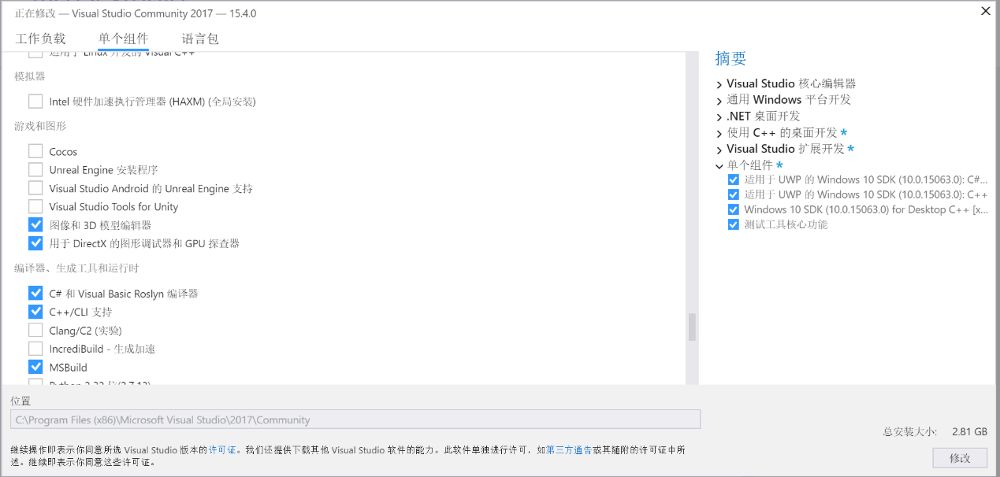 正在修改 — Visual Studio Community 2017 — 15.4.0
工作负载 单个组件 语言包
适用于 Linux 开发的 Visual C++
模拟器
Intel 硬件加速执行管理器 (HAXM) (全局安装)
游戏和图形
Cocos
Unreal Engine 安装程序
Visual Studio Android 的 Unreal Engine 支持
Visual Studio Tools for Unity
图像和 3D 模型编辑器
用于 DirectX 的图形调试器和 GPU 探查器
编译器、生成工具和运行时
C# 和 Visual Basic Roslyn 编译器
C++/CLI 支持
Clang/C2 (实验)
IncrediBuild - 生成加速
MSBuild
Python 2 32 位(2.7.13)
摘要
Visual Studio 核心编辑器
通用 Windows 平台开发
.NET 桌面开发
使用 C++ 的桌面开发 *
Visual Studio 扩展开发 *
单个组件 *
适用于 UWP 的 Windows 10 SDK (10.0.15063.0): C#...
适用于 UWP 的 Windows 10 SDK (10.0.15063.0): C++
Windows 10 SDK (10.0.15063.0) for Desktop C++ [x...
测试工具核心功能
位置
C:\Program Files (x86)\Microsoft Visual Studio\2017\Community
总安装大小: 2.81 GB
继续操作即表示你同意所选 Visual Studio 版本的许可证。我们还提供下载其他 Visual Studio 软件的能力。此软件单独进行许可，如第三方通告或其随附的许可证中所
述。继续即表示你同意这些许可证。
修改